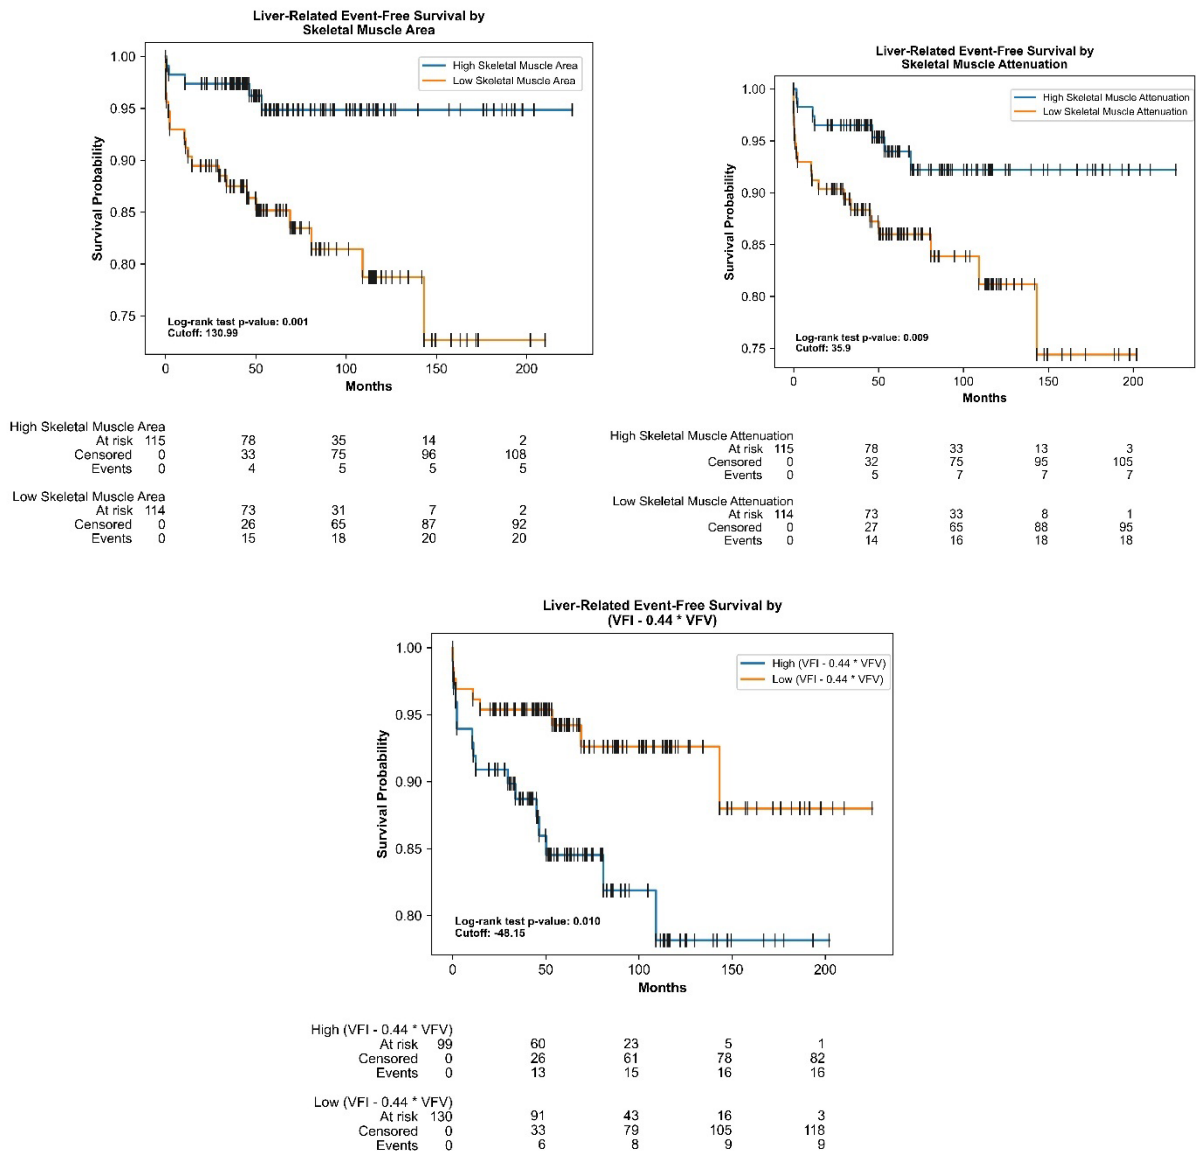 Liver-Related Event-Free Survival by
Skeletal Muscle Area
High Skeletal Muscle Area
Low Skeletal Muscle Area
1.00
0.95
0.90
0.85
0.80
0.75
Survival Probability
Log-rank test p-value: 0.001
Cutoff: 130.99
0 50 100 150 200
Months
High Skeletal Muscle Area
At risk 115 78 35 14 2
Censored 0 33 75 96 108
Events 0 4 5 5 5
Low Skeletal Muscle Area
At risk 114 73 31 7 2
Censored 0 26 65 87 92
Events 0 15 18 20 20
Liver-Related Event-Free Survival by
Skeletal Muscle Attenuation
High Skeletal Muscle Attenuation
Low Skeletal Muscle Attenuation
1.00
0.95
0.90
0.85
0.80
0.75
Survival Probability
Log-rank test p-value: 0.009
Cutoff: 35.9
0 50 100 150 200
Months
High Skeletal Muscle Attenuation
At risk 115 78 33 13 3
Censored 0 32 75 95 105
Events 0 5 7 7 7
Low Skeletal Muscle Attenuation
At risk 114 73 33 8 1
Censored 0 27 65 88 95
Events 0 14 16 18 18
Liver-Related Event-Free Survival by
(VFI - 0.44 * VFV)
High (VFI - 0.44 * VFV)
Low (VFI - 0.44 * VFV)
1.00
0.95
0.90
0.85
0.80
Survival Probability
Log-rank test p-value: 0.010
Cutoff: -48.15
0 50 100 150 200
Months
High (VFI - 0.44 * VFV)
At risk 99 60 23 5 1
Censored 0 26 61 78 82
Events 0 13 15 16 16
Low (VFI - 0.44 * VFV)
At risk 130 91 43 16 3
Censored 0 33 79 105 118
Events 0 6 8 9 9